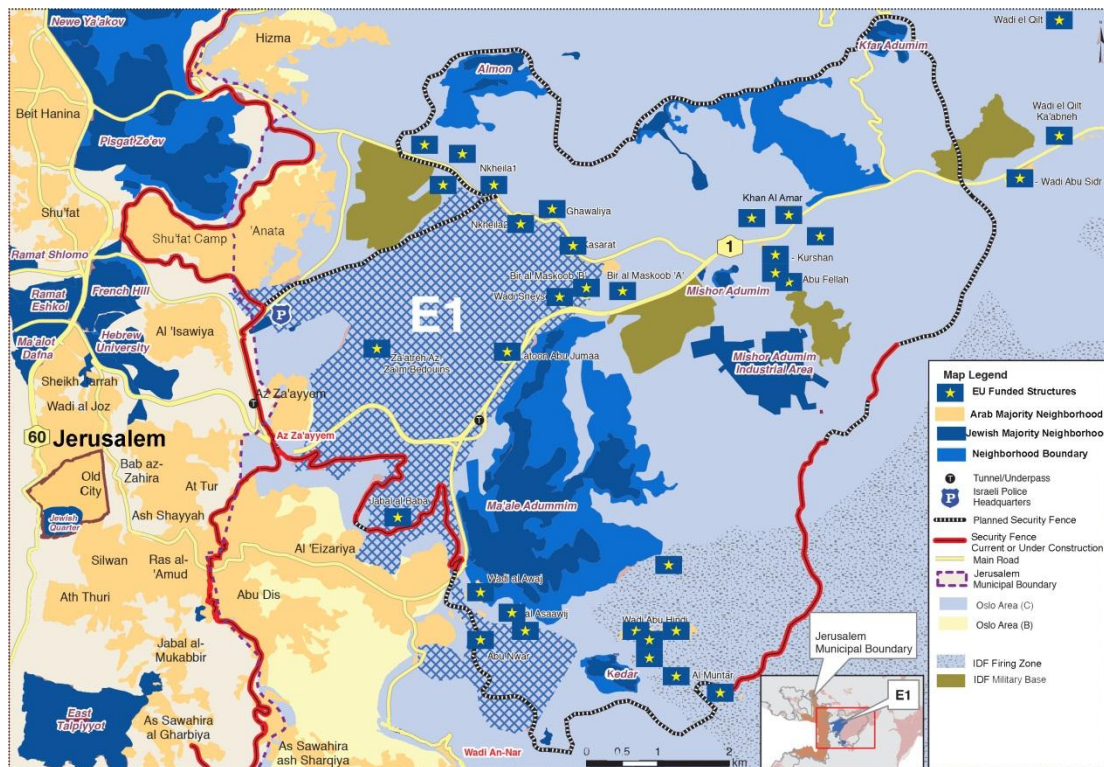 Newe Ya'akov
Hizma
Almon
Kfar Adumim
Wadi el Qilt
Beit Hanina
Pisgat Ze'ev
Wadi el Qilt
Ka'abneh
- Wadi Abu Sidr
Nkheila1
Khan Al Amar
Shu'fat
Shu'fat Camp
'Anata
Ghawaliya
Ramat Shlomo
1
- Kurshan
Abu Fellah
Bir al Maskoob 'B'
Bir al Maskoob 'A'
Mishor Adumim
Ramat
Eshkol
French Hill
P
E1
Ma'alot
Dafna
Hebrew
University
Al 'Isawiya
Za'atreh Az-
Za'im Bedouins
Mishor Adumim
Industrial Area
Sheikh Jarrah
Wadi al Joz
Az Za'ayyem
T
T
60
Jerusalem
Az Za'ayyem
Bab az-
Zahira
Old
City
At Tur
Jewish
Quarter
Ash Shayyah
Jabal al Baba
Ma'ale Adummim
Silwan
Ras al-
'Amud
Al 'Eizariya
Ath Thuri
Abu Dis
Wadi al Awaj
al Asaawij
Wadi Abu Hindi
Abu Nwar
Jabal al-
Mukabbir
Kedar
Al Muntar
East
Talpiyyot
As Sawahira
al Gharbiya
As Sawahira
ash Sharqiya
Wadi An-Nar
0 0.5 1 2
km
Map Legend
EU Funded Structures
Arab Majority Neighborhood
Jewish Majority Neighborhood
Neighborhood Boundary
T Tunnel/Underpass
P Israeli Police
Headquarters
Planned Security Fence
Security Fence
Current or Under Construction
Main Road
Jerusalem
Municipal Boundary
Oslo Area (C)
Oslo Area (B)
IDF Firing Zone
IDF Military Base
Jerusalem
Municipal Boundary
E1